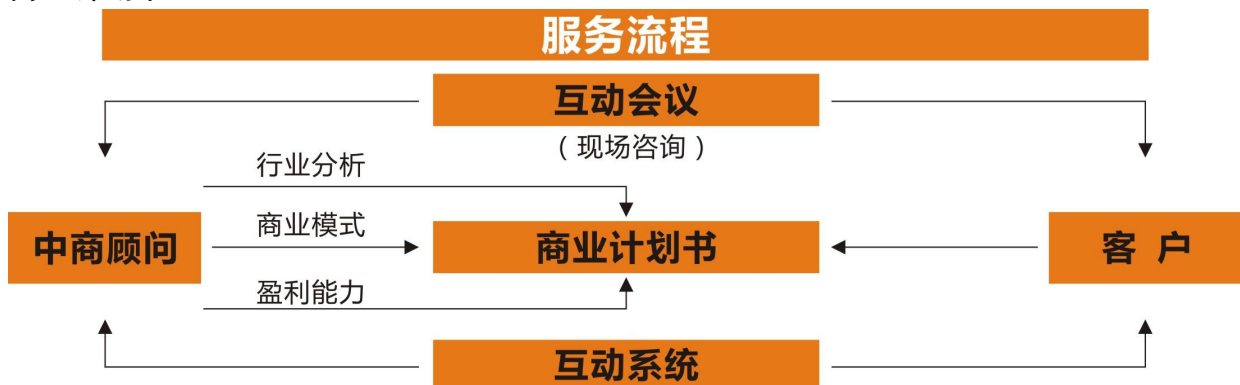 服务流程
互动会议
（现场咨询）
行业分析
商业模式
中商顾问
商业计划书
客户
盈利能力
互动系统